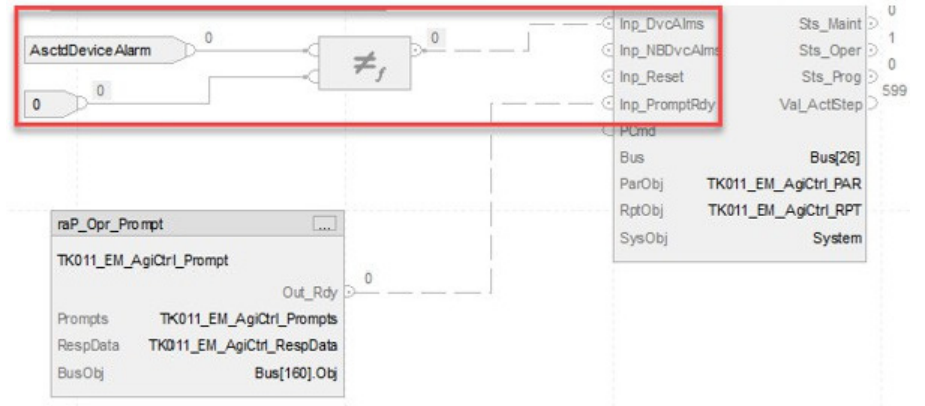 AsctdDeviceAlarm
0
0
0
0
≠f
0
Inp_DvcAlms
Inp_NBDvcAlms
Inp_Reset
Inp_PromptRdy
PCmd
Sts_Maint
0
Sts_Oper
1
Sts_Prog
0
Val_ActlStep
599
Bus Bus[26]
ParObj TK011_EM_AgiCtrl_PAR
RptObj TK011_EM_AgiCtrl_RPT
SysObj System
raP_Opr_Prompt ...
TK011_EM_AgiCtrl_Prompt
Out_Rdy 0
Prompts TK011_EM_AgiCtrl_Prompts
RespData TK011_EM_AgiCtrl_RespData
BusObj Bus[160].Obj